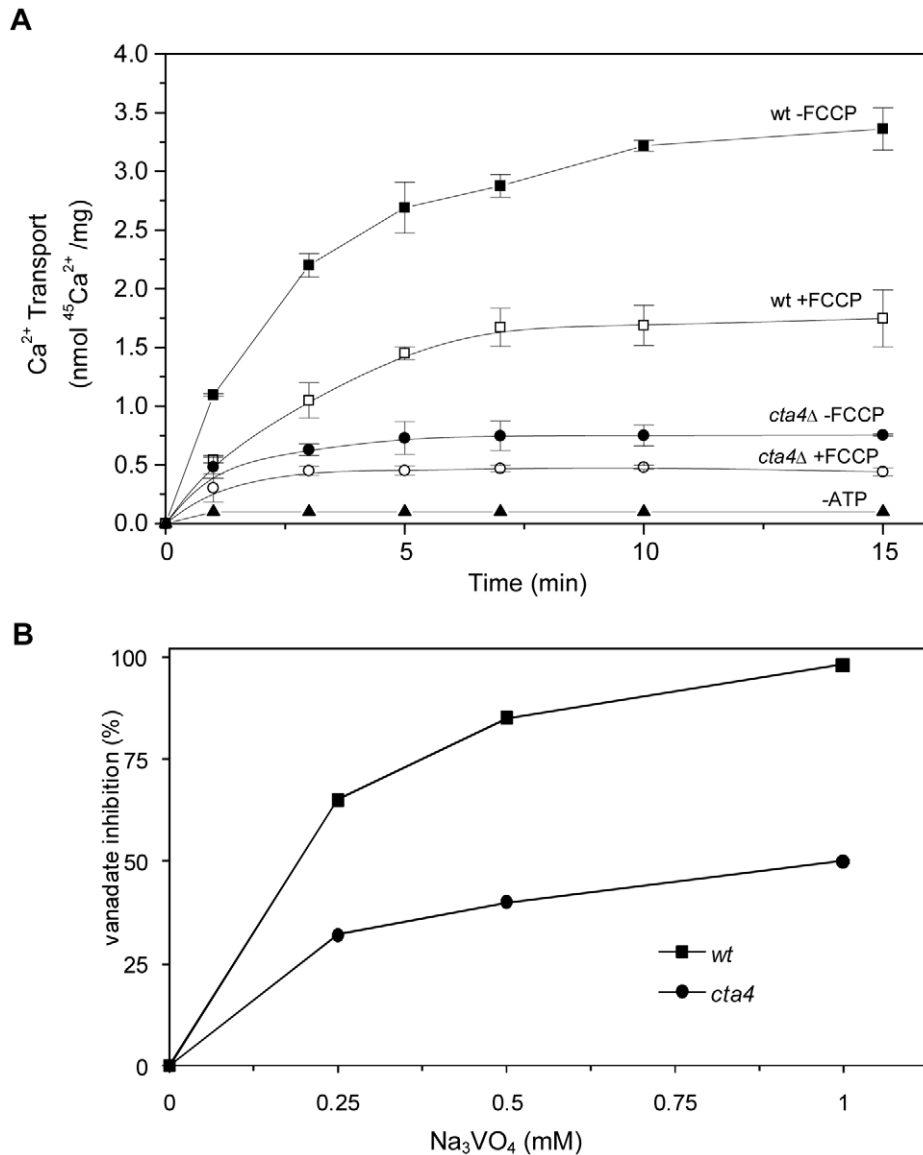 A
4.0
3.5
3.0
2.5
2.0
1.5
1.0
0.5
0.0
Ca²⁺ Transport
(nmol ⁴⁵Ca²⁺ /mg)
wt -FCCP
wt +FCCP
cta4Δ -FCCP
cta4Δ +FCCP
-ATP
0 5 10 15
Time (min)
B
100
75
50
25
0
vanadate inhibition (%)
wt
cta4
0 0.25 0.5 0.75 1
Na₃VO₄ (mM)